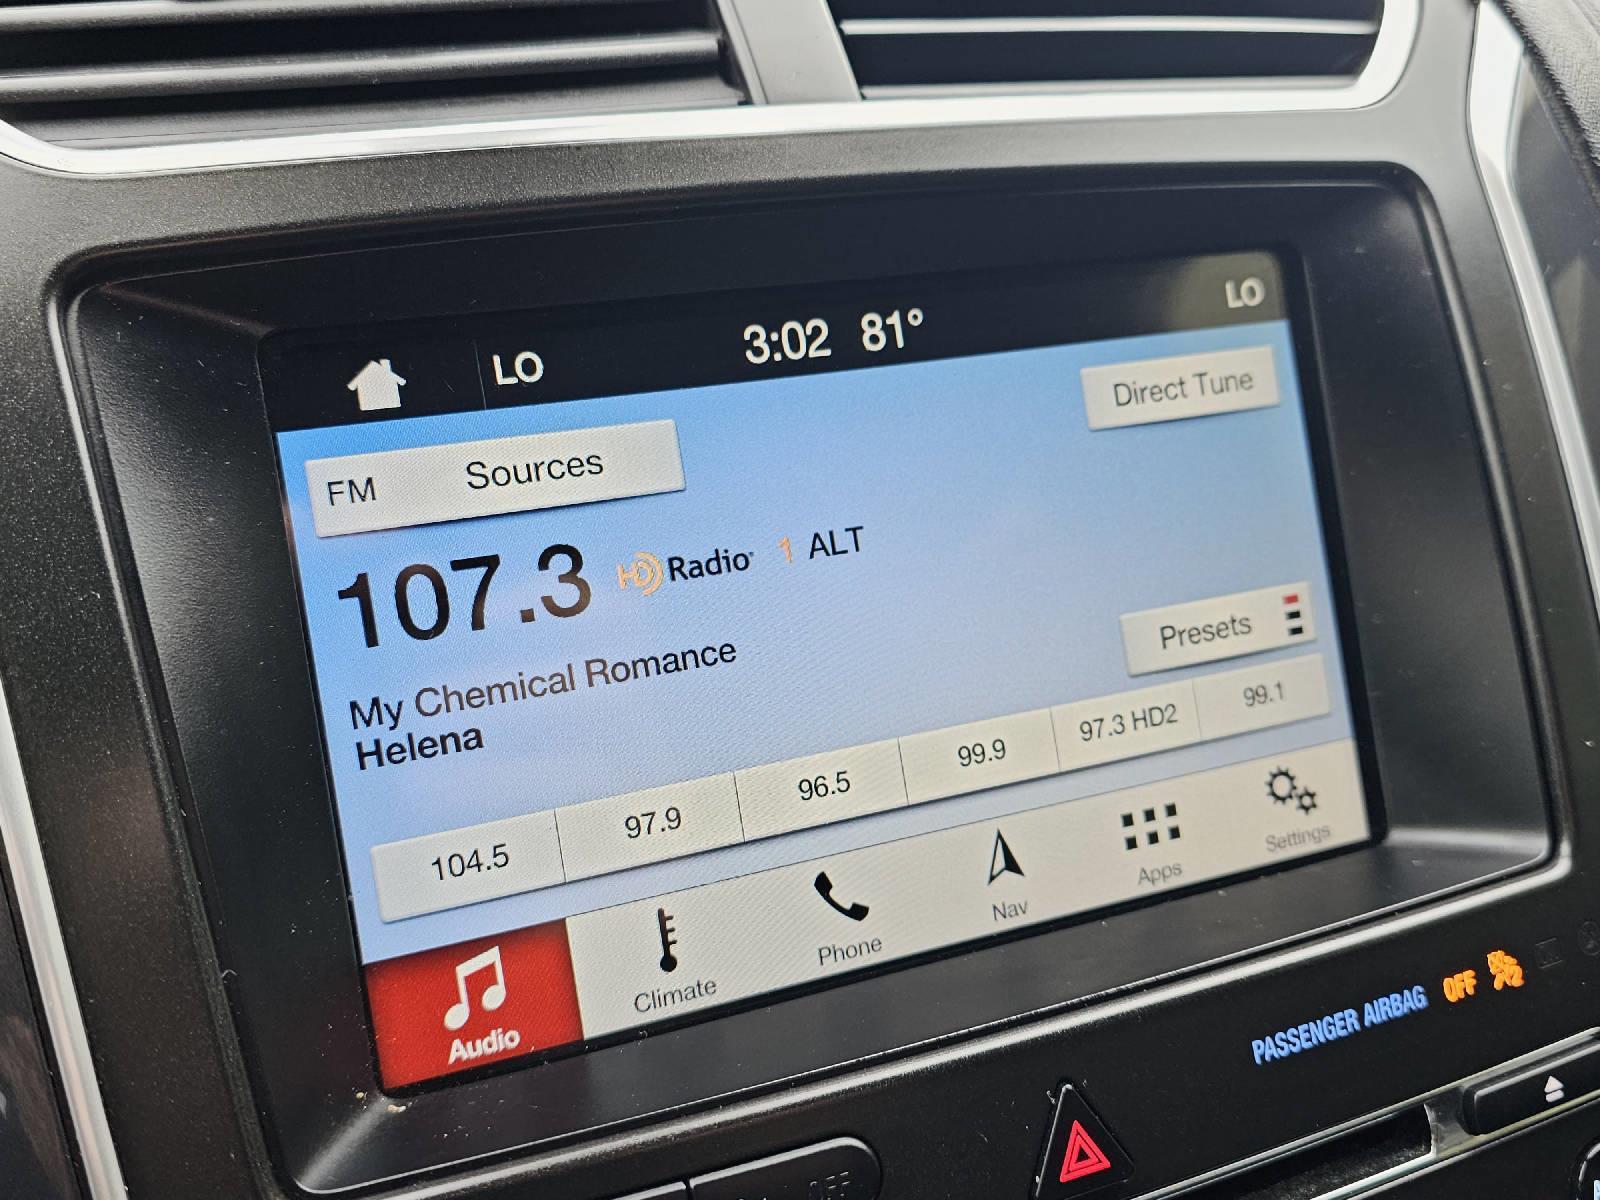 LO 3:02 81° LO
FM Sources
Direct Tune
107.3 HD Radio 1 ALT
My Chemical Romance
Helena
Presets
104.5 97.9 96.5 99.9 97.3 HD2 99.1
Audio Climate Phone Nav Apps Settings
PASSENGER AIRBAG OFF
OFF